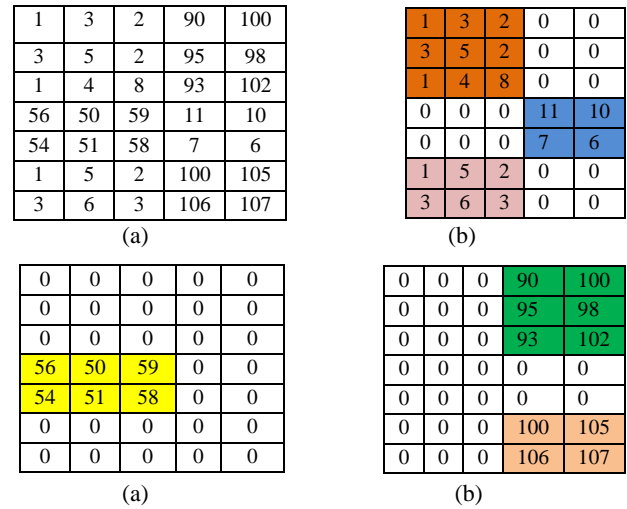 1 3 2 90 100
3 5 2 95 98
1 4 8 93 102
56 50 59 11 10
54 51 58 7 6
1 5 2 100 105
3 6 3 106 107
(a)
1 3 2 0 0
3 5 2 0 0
1 4 8 0 0
0 0 0 11 10
0 0 0 7 6
1 5 2 0 0
3 6 3 0 0
(b)
0 0 0 0 0
0 0 0 0 0
0 0 0 0 0
56 50 59 0 0
54 51 58 0 0
0 0 0 0 0
0 0 0 0 0
(a)
0 0 0 90 100
0 0 0 95 98
0 0 0 93 102
0 0 0 0 0
0 0 0 0 0
0 0 0 100 105
0 0 0 106 107
(b)